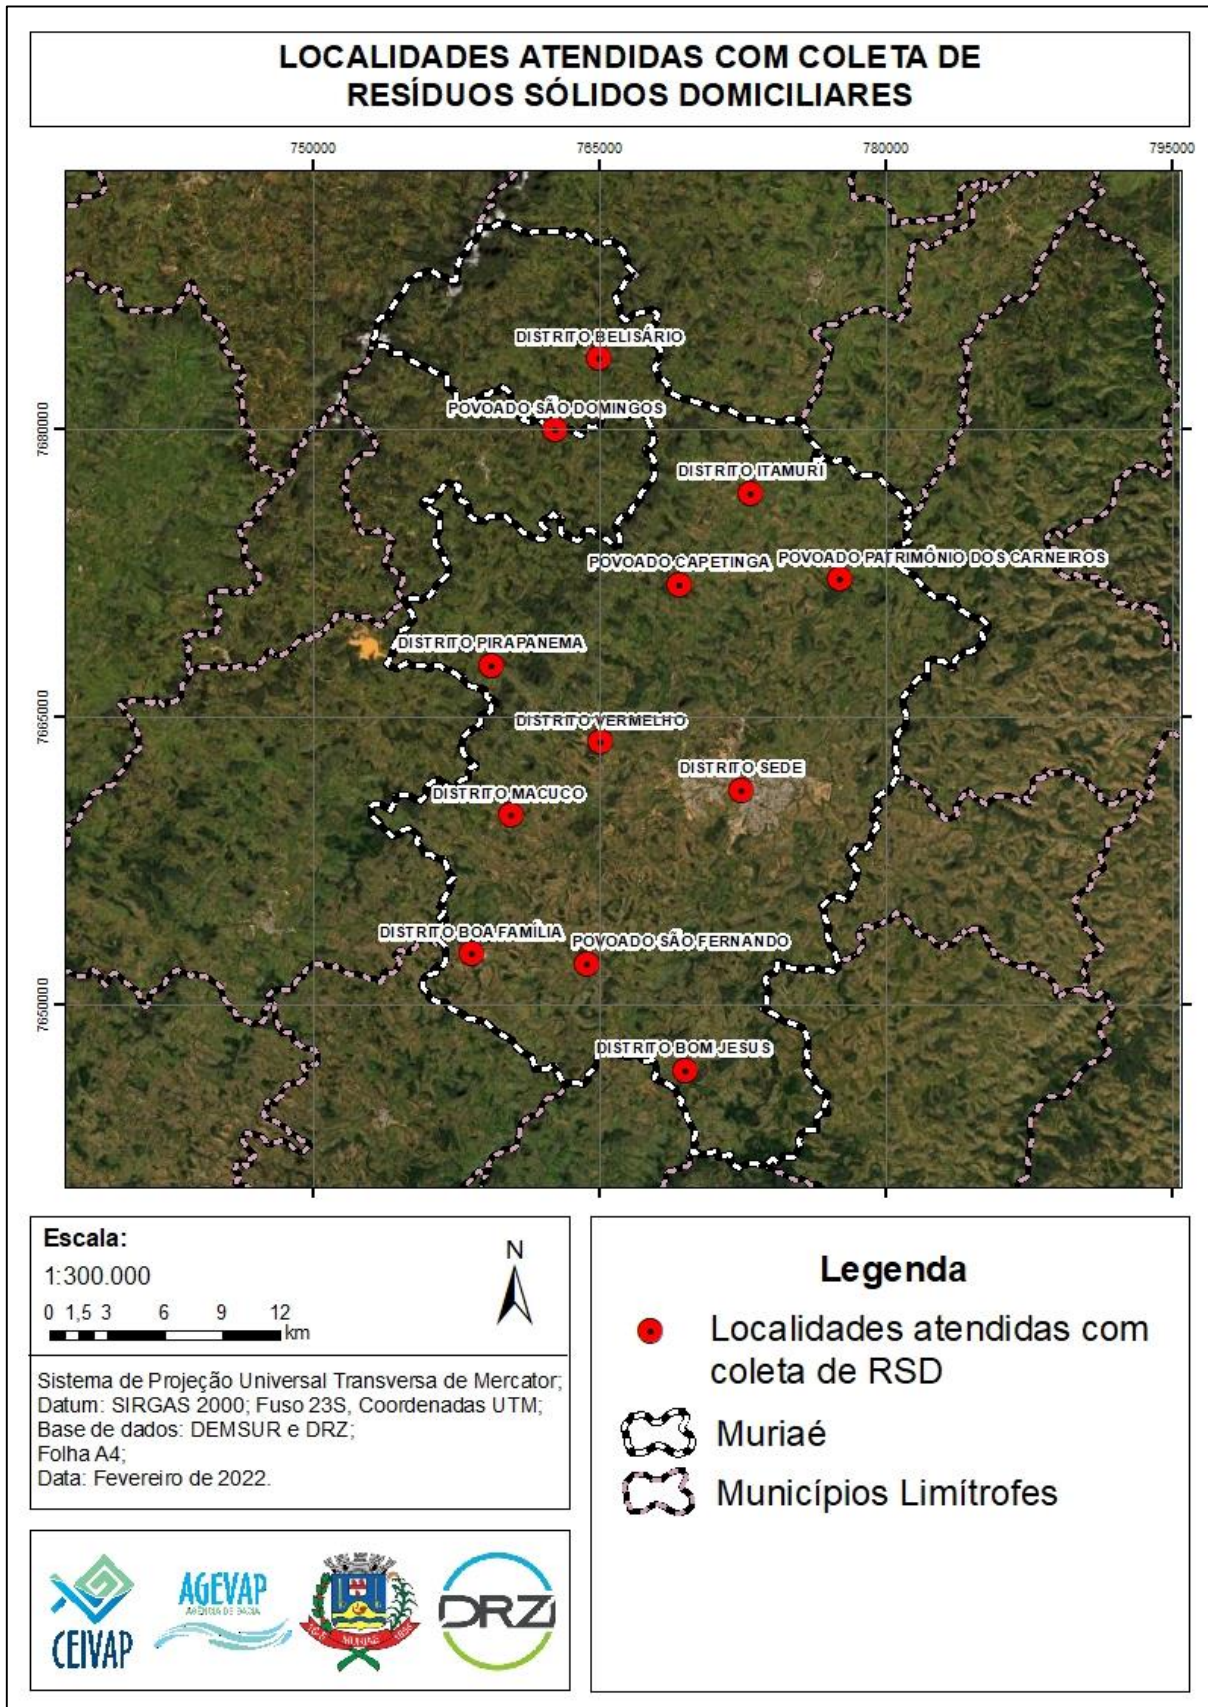 LOCALIDADES ATENDIDAS COM COLETA DE
RESÍDUOS SÓLIDOS DOMICILIARES
750000 765000 780000 795000
DISTRITO BELISÁRIO
POVOADO SÃO DOMINGOS
7680000
DISTRITO ITAMURI
POVOADO CAPETINGA
POVOADO PATRIMÔNIO DOS CARNEIROS
DISTRITO PIRAPANEMA
7665000
DISTRITO VERMELHO
DISTRITO SEDE
DISTRITO MACUCO
DISTRITO BOA FAMÍLIA
POVOADO SÃO FERNANDO
7650000
DISTRITO BOM JESUS
Escala:
1:300.000
0 1,5 3 6 9 12
km
N
Sistema de Projeção Universal Transversa de Mercator;
Datum: SIRGAS 2000; Fuso 23S, Coordenadas UTM;
Base de dados: DEMSUR e DRZ;
Folha A4;
Data: Fevereiro de 2022.
Legenda
Localidades atendidas com
coleta de RSD
Muriaé
Municípios Limítrofes
CEIVAP
AGEVAP
AGÊNCIA DE BACIA
MURIAÉ
DRZ